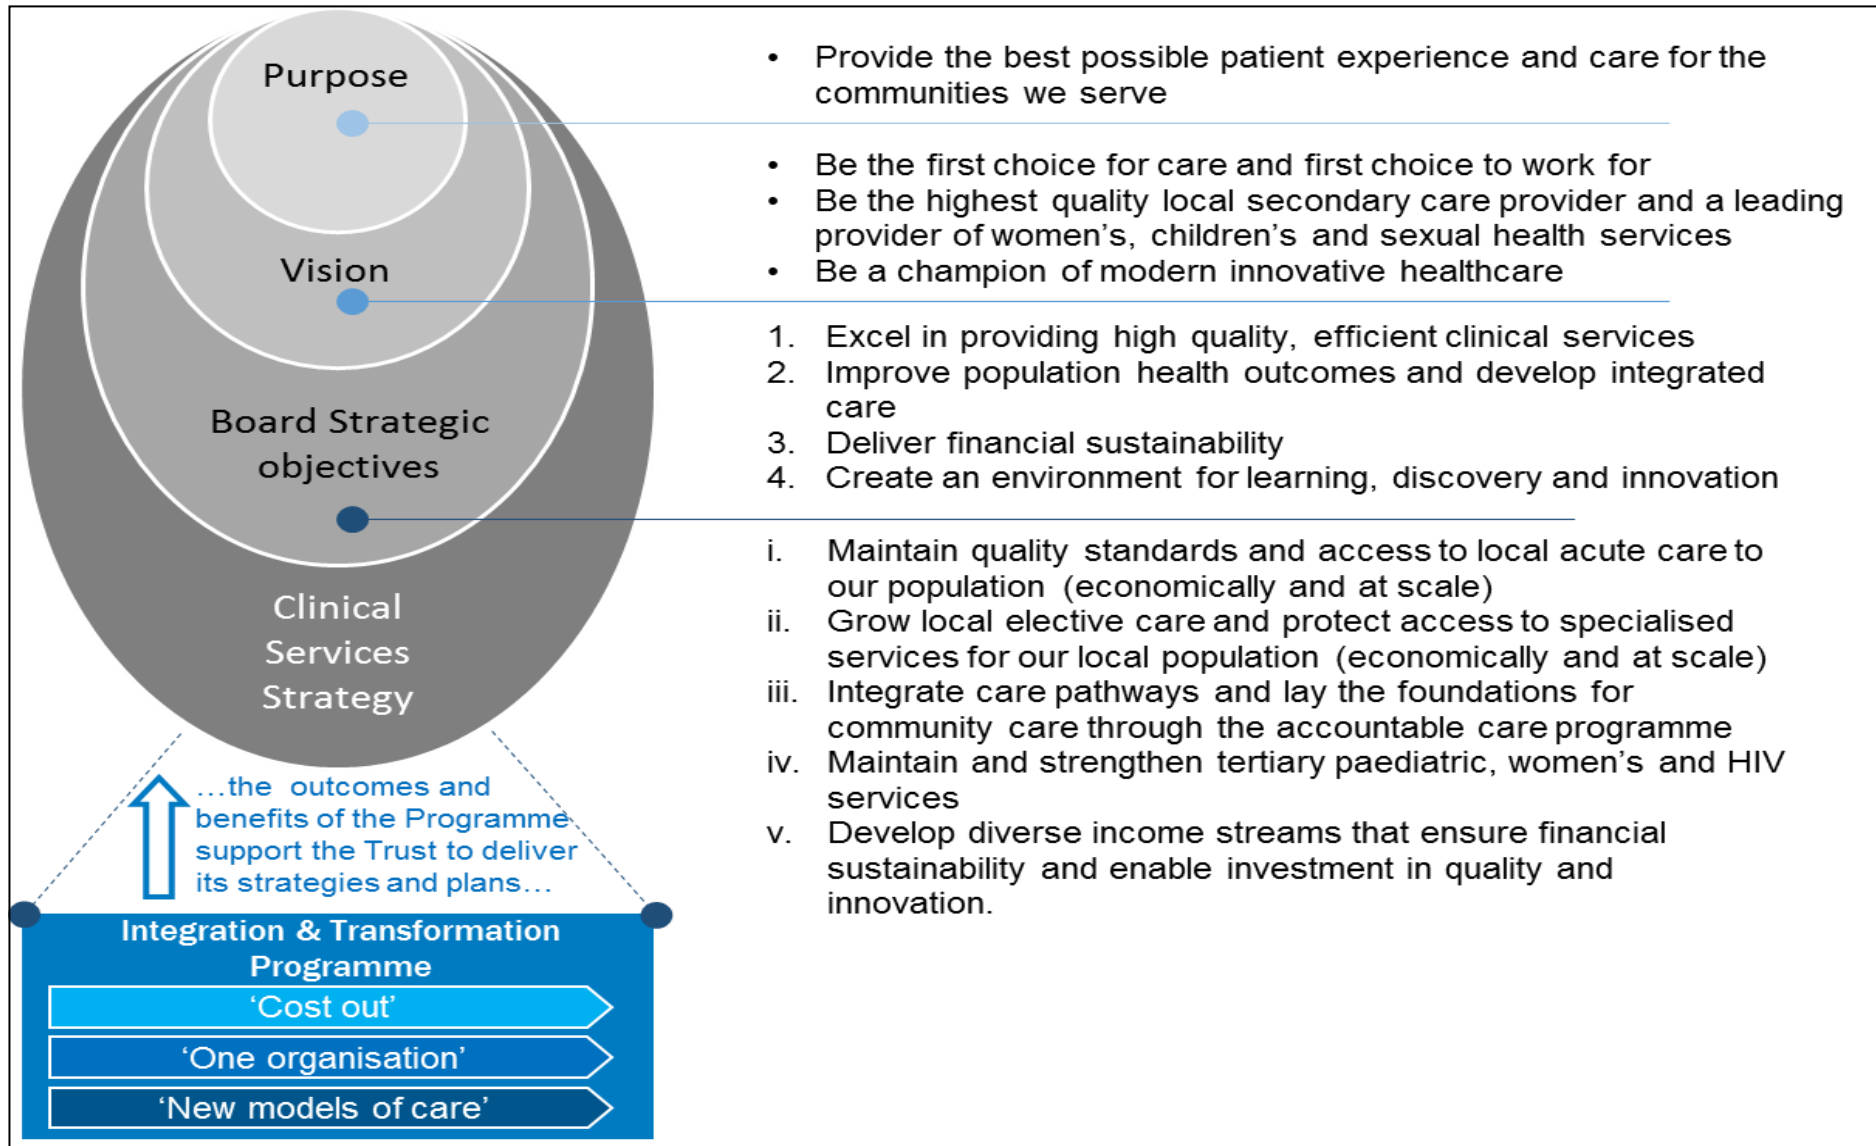 Purpose
• Provide the best possible patient experience and care for the
communities we serve
Vision
• Be the first choice for care and first choice to work for
• Be the highest quality local secondary care provider and a leading
provider of women's, children's and sexual health services
• Be a champion of modern innovative healthcare
Board Strategic
objectives
1. Excel in providing high quality, efficient clinical services
2. Improve population health outcomes and develop integrated
care
3. Deliver financial sustainability
4. Create an environment for learning, discovery and innovation
Clinical
Services
Strategy
i. Maintain quality standards and access to local acute care to
our population (economically and at scale)
ii. Grow local elective care and protect access to specialised
services for our local population (economically and at scale)
iii. Integrate care pathways and lay the foundations for
community care through the accountable care programme
iv. Maintain and strengthen tertiary paediatric, women's and HIV
services
v. Develop diverse income streams that ensure financial
sustainability and enable investment in quality and
innovation.
…the outcomes and
benefits of the Programme
support the Trust to deliver
its strategies and plans…
Integration & Transformation
Programme
'Cost out'
'One organisation'
'New models of care'